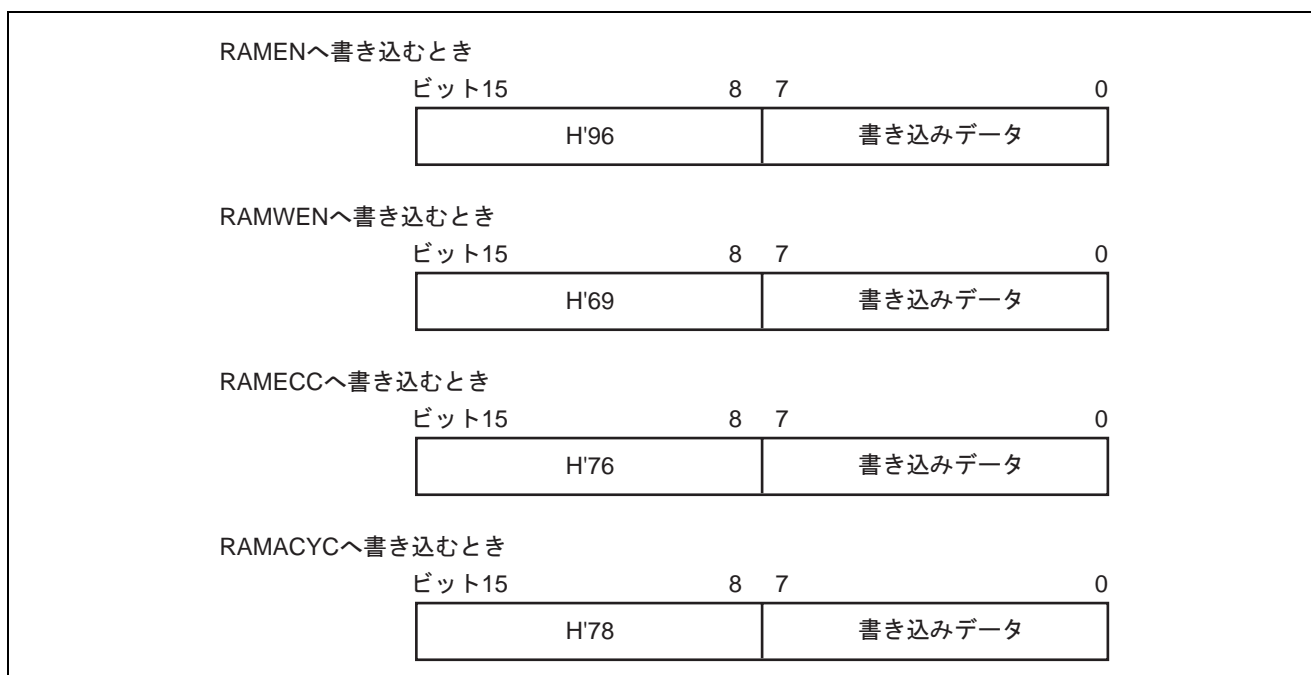 RAMENへ書き込むとき
ビット15 8 7 0
H'96 書き込みデータ
RAMWENへ書き込むとき
ビット15 8 7 0
H'69 書き込みデータ
RAMECCへ書き込むとき
ビット15 8 7 0
H'76 書き込みデータ
RAMACYCへ書き込むとき
ビット15 8 7 0
H'78 書き込みデータ